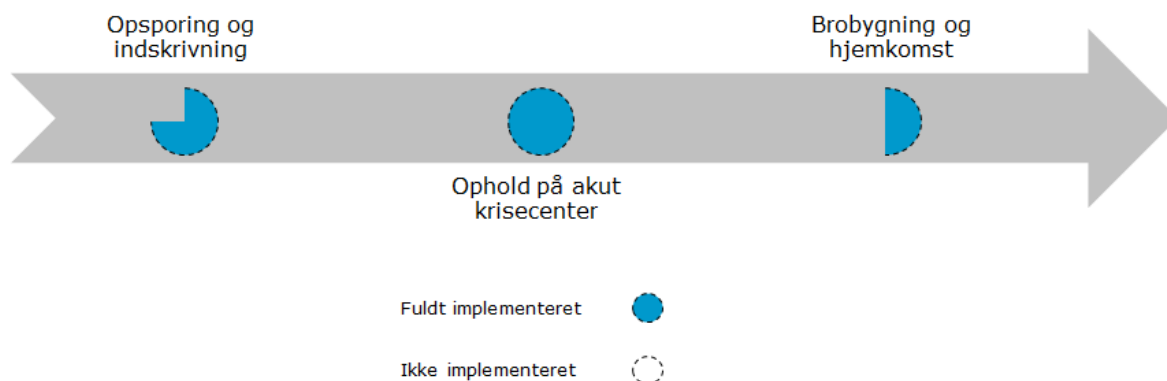 Opsporing og
indskrivning
Brobygning og
hjemkomst
Ophold på akut
krisecenter
Fuldt implementeret
Ikke implementeret